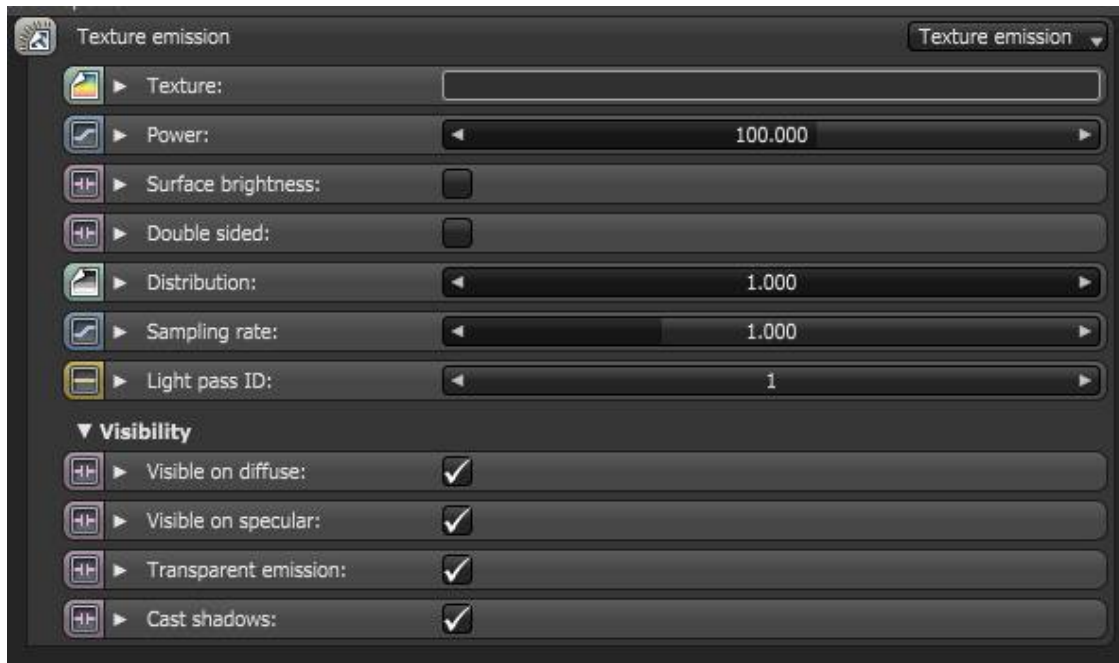 Texture emission Texture emission
Texture:
Power: 100.000
Surface brightness:
Double sided:
Distribution: 1.000
Sampling rate: 1.000
Light pass ID: 1
Visibility
Visible on diffuse:
Visible on specular:
Transparent emission:
Cast shadows: